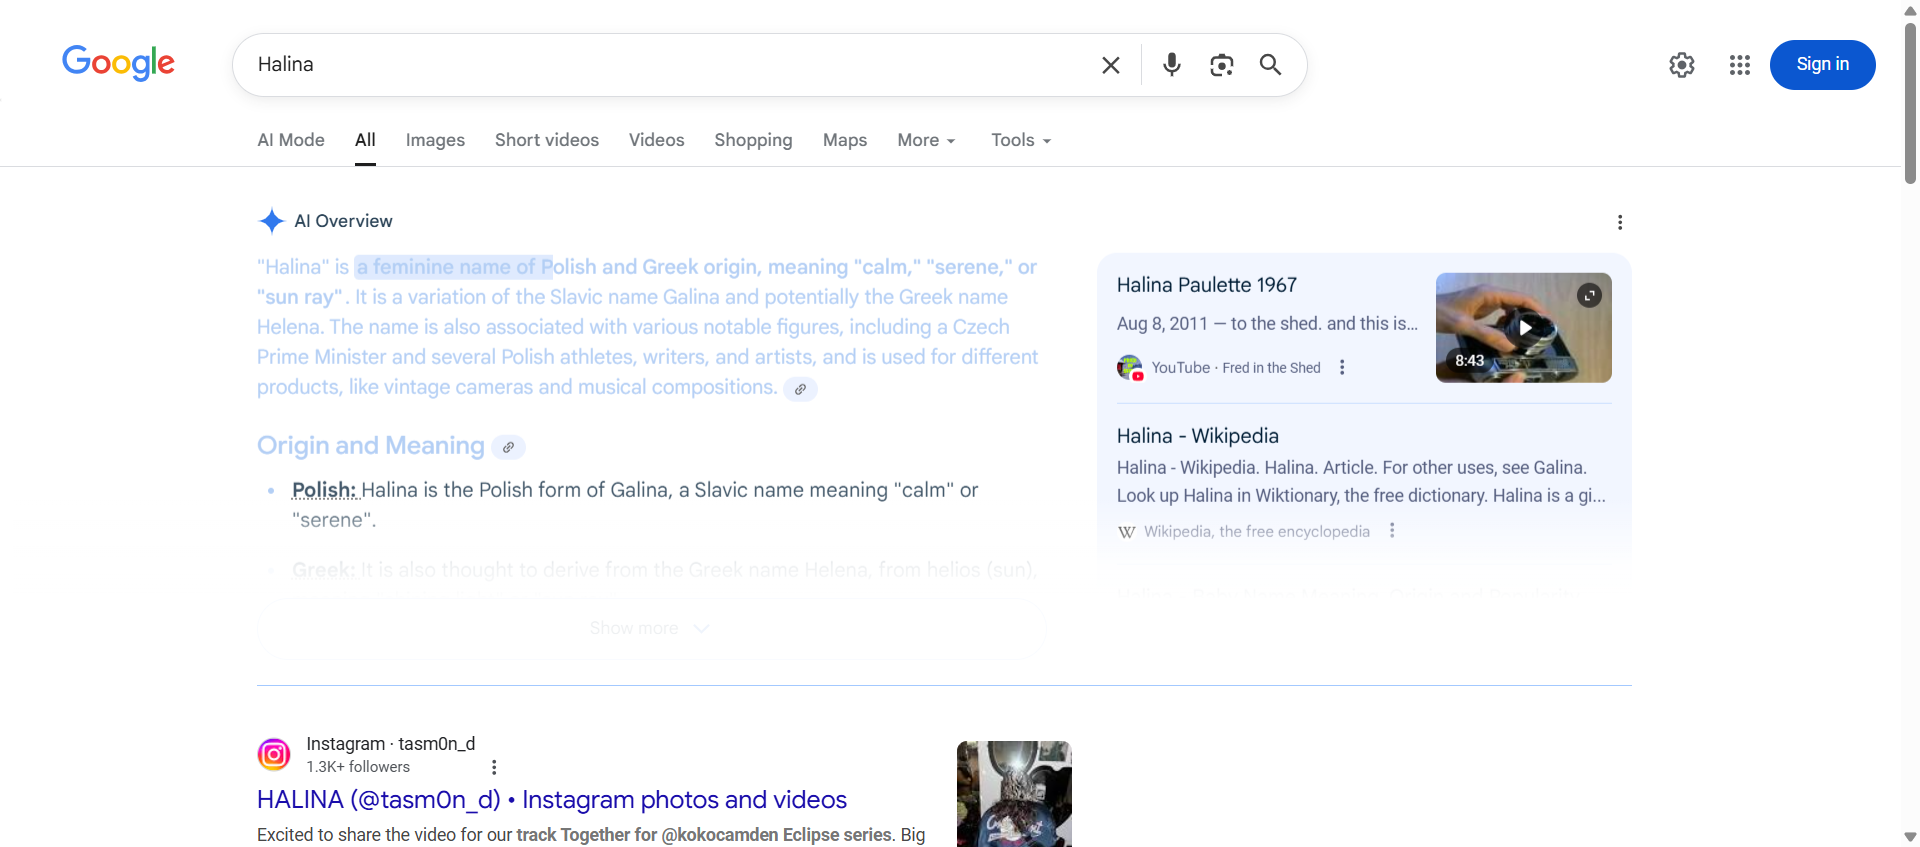 Google
Halina
Sign in
AI Mode
All
Images
Short videos
Videos
Shopping
Maps
More
Tools
AI Overview
"Halina" is a feminine name of Polish and Greek origin, meaning "calm," "serene," or
"sun ray". It is a variation of the Slavic name Galina and potentially the Greek name
Helena. The name is also associated with various notable figures, including a Czech
Prime Minister and several Polish athletes, writers, and artists, and is used for different
products, like vintage cameras and musical compositions.
Origin and Meaning
Polish: Halina is the Polish form of Galina, a Slavic name meaning "calm" or
"serene".
Greek: It is also thought to derive from the Greek name Helena, from helios (sun),
Show more
Halina Paulette 1967
Aug 8, 2011 — to the shed. and this is...
YouTube · Fred in the Shed
8:43
Halina - Wikipedia
Halina - Wikipedia. Halina. Article. For other uses, see Galina.
Look up Halina in Wiktionary, the free dictionary. Halina is a gi...
W Wikipedia, the free encyclopedia
Instagram · tasm0n_d
1.3K+ followers
HALINA (@tasm0n_d) • Instagram photos and videos
Excited to share the video for our track Together for @kokocamden Eclipse series. Big